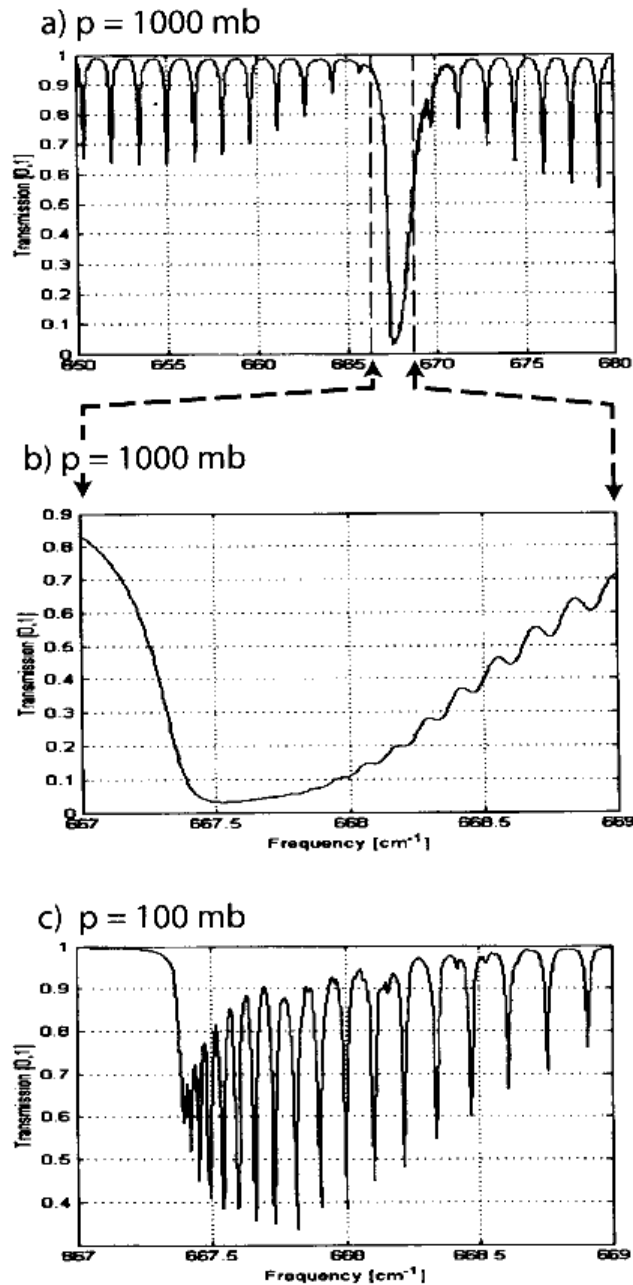 a) p = 1000 mb
1
0.9
0.8
0.7
0.6
0.5
0.4
0.3
0.2
0.1
0
Transmission [0,1]
650 655 660 665 670 675 680
b) p = 1000 mb
0.9
0.8
0.7
0.6
0.5
0.4
0.3
0.2
0.1
0
Transmission [0,1]
667 667.5 668 668.5 669
Frequency [cm-1]
c) p = 100 mb
1
0.9
0.8
0.7
0.6
0.5
0.4
Transmission [0,1]
667 667.5 668 668.5 669
Frequency [cm-1]